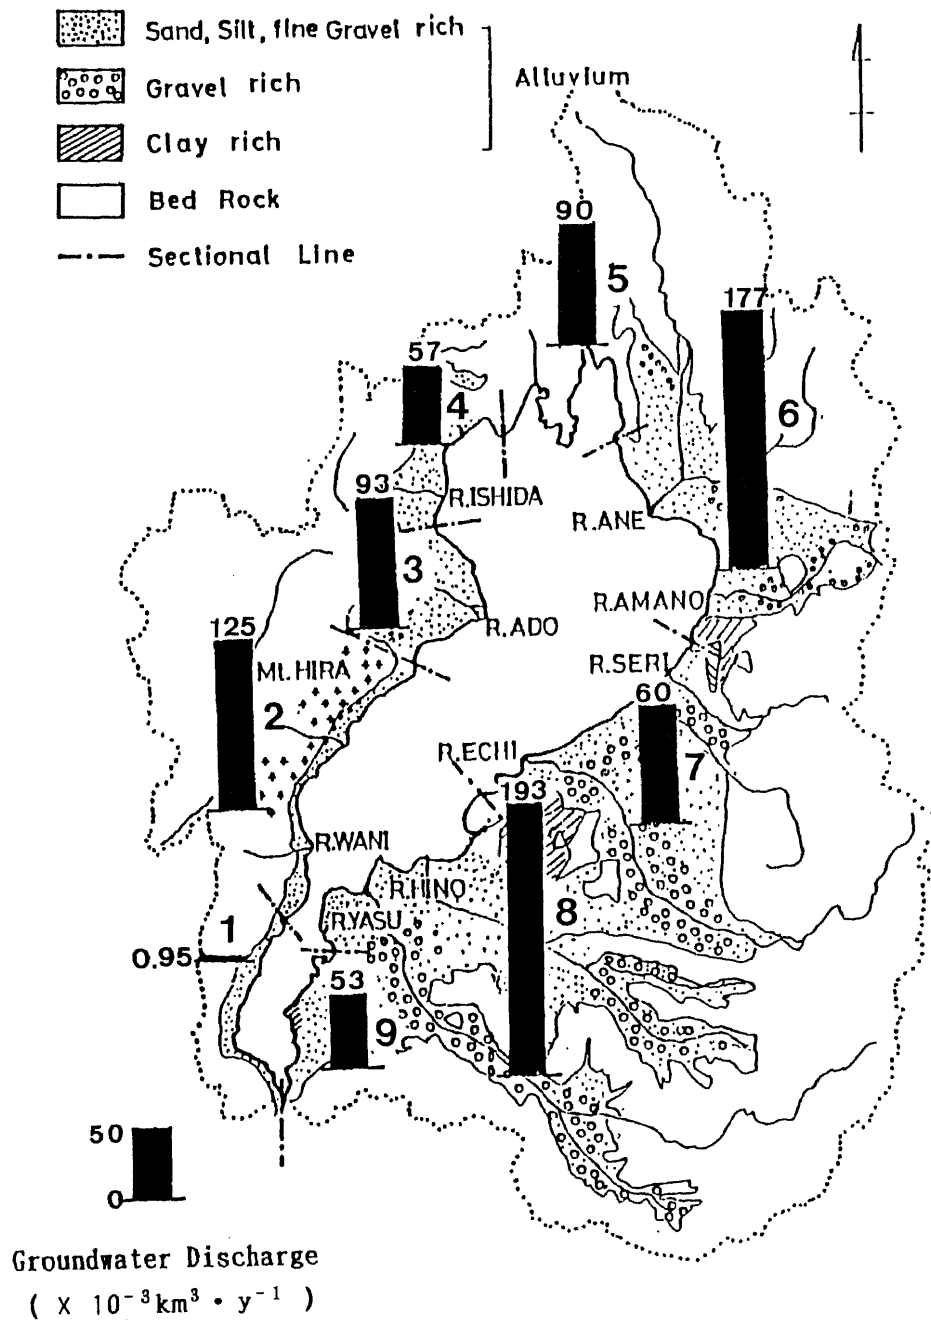 Sand, Silt, fine Gravel rich
Alluvium
Gravel rich
Clay rich
Bed Rock
Sectional Line
90
5
177
57
4
6
93
R.ISHIDA
R.ANE
3
R.AMANO
125
R.ADO
Mt.HIRA
R.SERI
60
2
R.ECHI
7
193
R.WANI
R.HINO
R.YASU
8
1
0.95
53
9
50
0
Groundwater Discharge
( X 10⁻³km³・y⁻¹ )